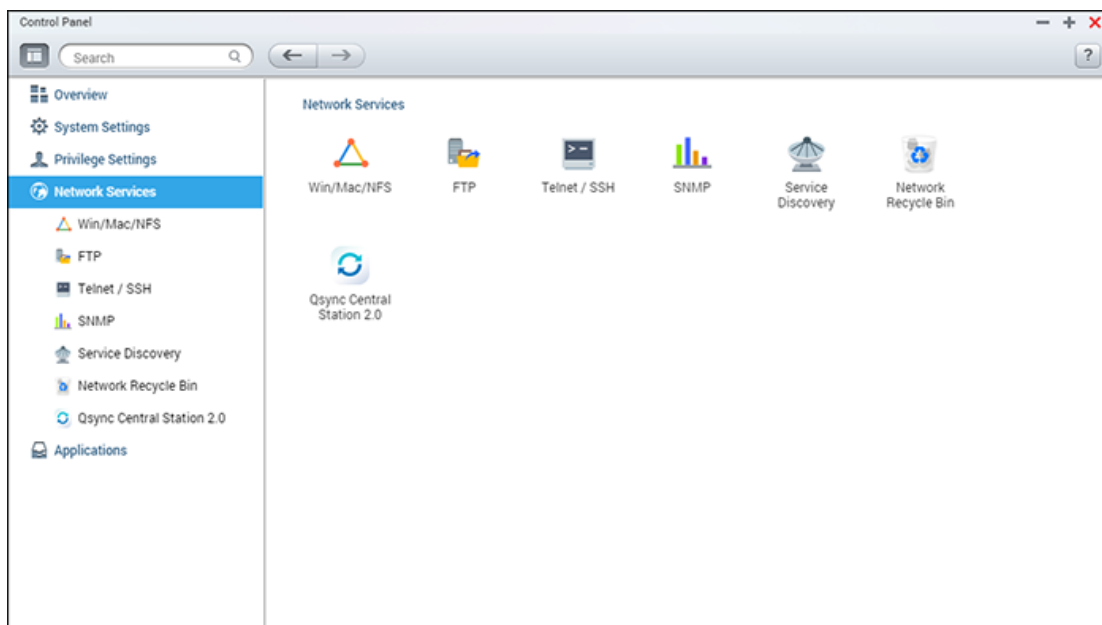 Control Panel
Search
?
Overview
System Settings
Privilege Settings
Network Services
Win/Mac/NFS
FTP
Telnet / SSH
SNMP
Service Discovery
Network Recycle Bin
Qsync Central Station 2.0
Applications
Network Services
Win/Mac/NFS
FTP
Telnet / SSH
SNMP
Service
Discovery
Network
Recycle Bin
Qsync Central
Station 2.0